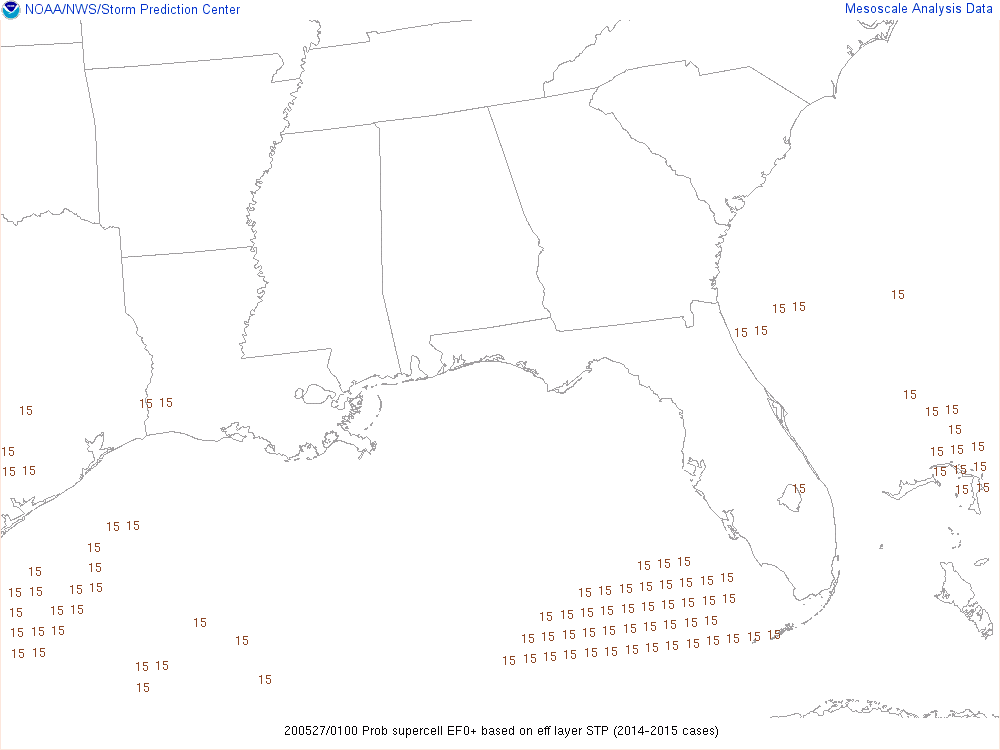 NOAA/NWS/Storm Prediction Center
Mesoscale Analysis Data
15
15 15
15 15
15
15 15
15 15 15
15
15 15 15 15
15 15 15 15 15
15 15 15
15 15
15
15 15 15
15 15
15 15 15 15 15 15 15 15 15 15 15 15
15 15 15 15 15 15 15 15 15 15 15 15 15
15
15 15 15 15 15 15 15 15 15 15 15 15 15
15
15 15 15 15 15 15 15 15 15 15 15 15 15 15 15 15
15 15
15
15
200527/0100 Prob supercell EF0+ based on eff layer STP (2014-2015 cases)